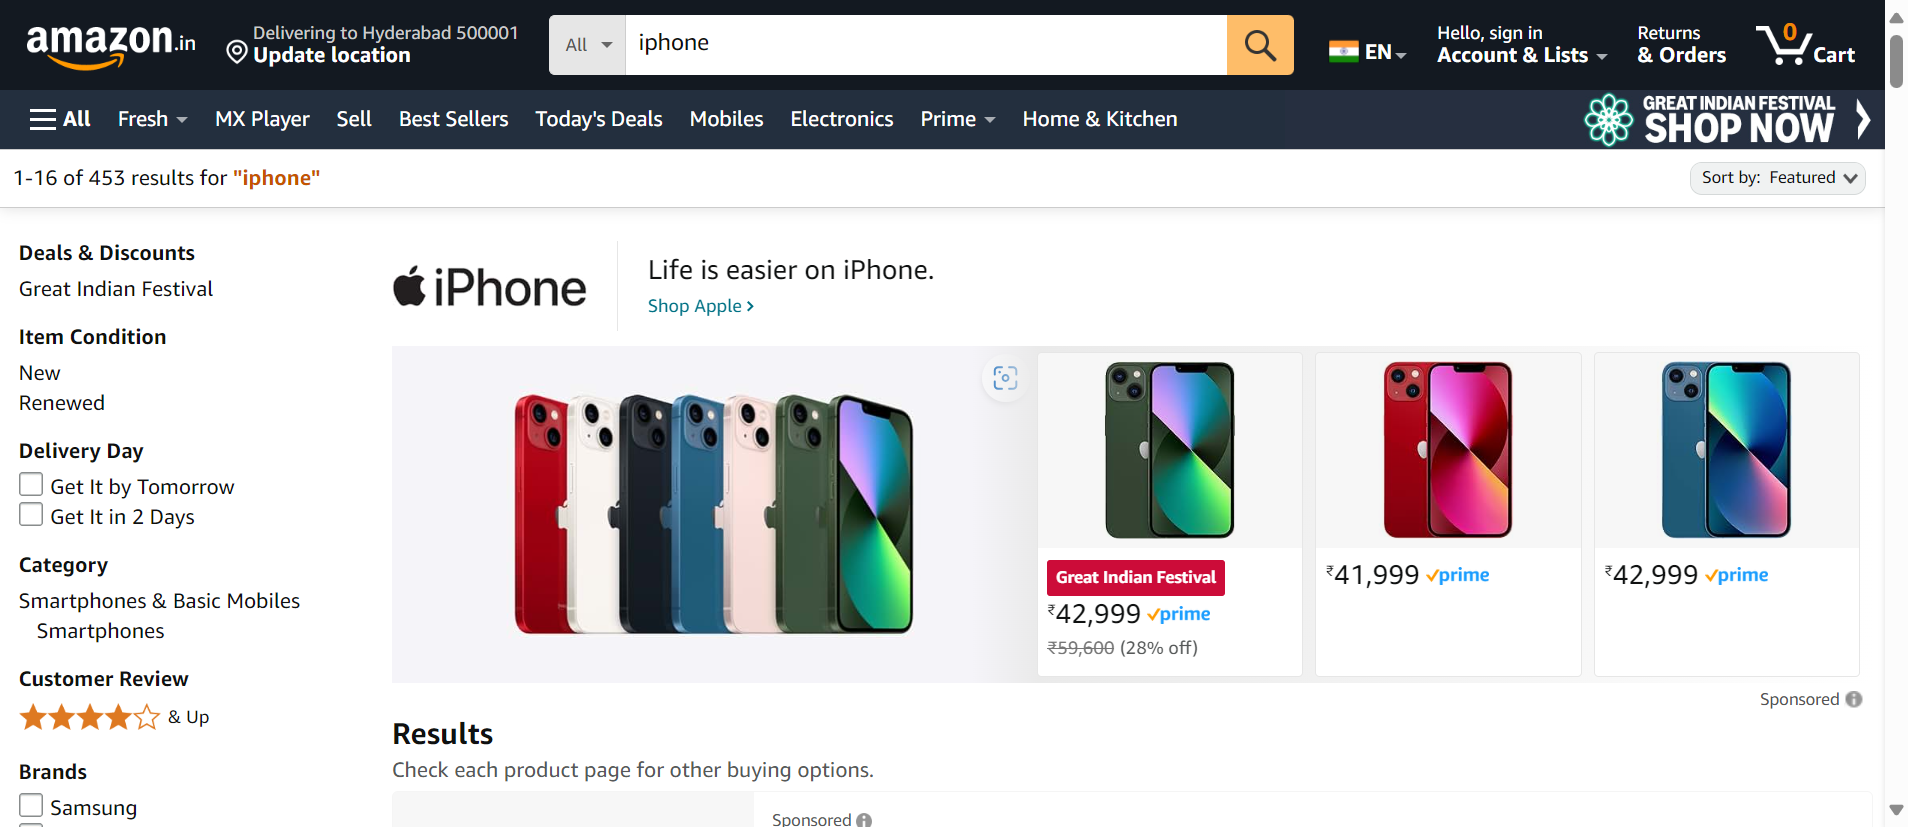 amazon.in
Delivering to Hyderabad 500001
Update location
All
iphone
EN
Hello, sign in
Account & Lists
Returns
& Orders
0
Cart
All
Fresh
MX Player
Sell
Best Sellers
Today's Deals
Mobiles
Electronics
Prime
Home & Kitchen
GREAT INDIAN FESTIVAL
SHOP NOW
1-16 of 453 results for "iphone"
Sort by: Featured
Deals & Discounts
Great Indian Festival
Item Condition
New
Renewed
Delivery Day
Get It by Tomorrow
Get It in 2 Days
Category
Smartphones & Basic Mobiles
Smartphones
Customer Review
& Up
Brands
Samsung
iPhone
Life is easier on iPhone.
Shop Apple ›
Great Indian Festival
₹42,999 prime
₹59,600 (28% off)
₹41,999 prime
₹42,999 prime
Sponsored
Results
Check each product page for other buying options.
Sponsored